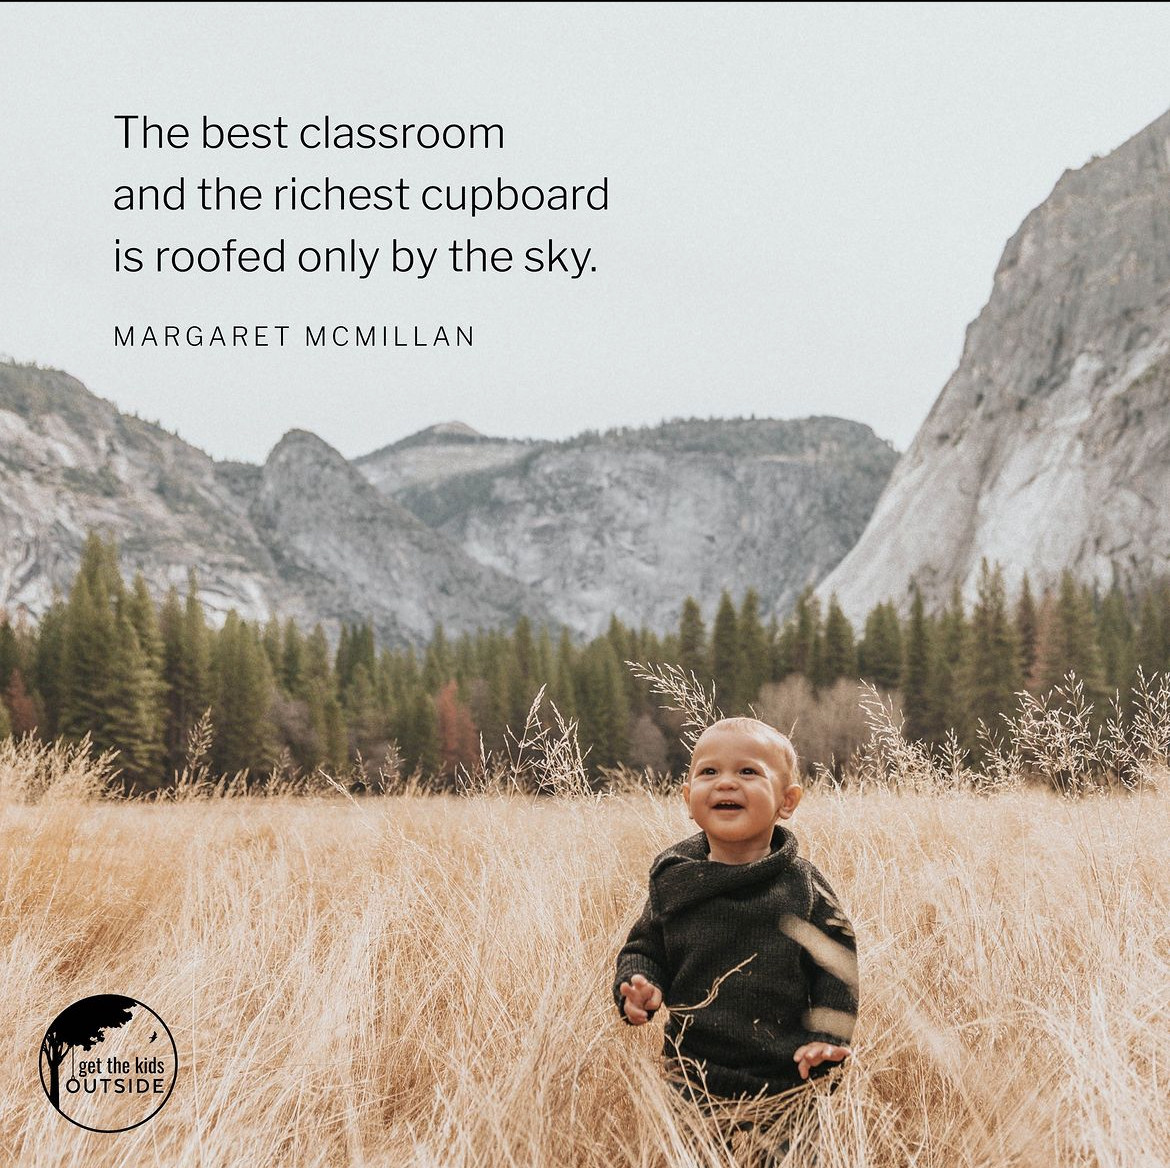 The best classroom
and the richest cupboard
is roofed only by the sky.
MARGARET MCMILLAN
get the kids
OUTSIDE